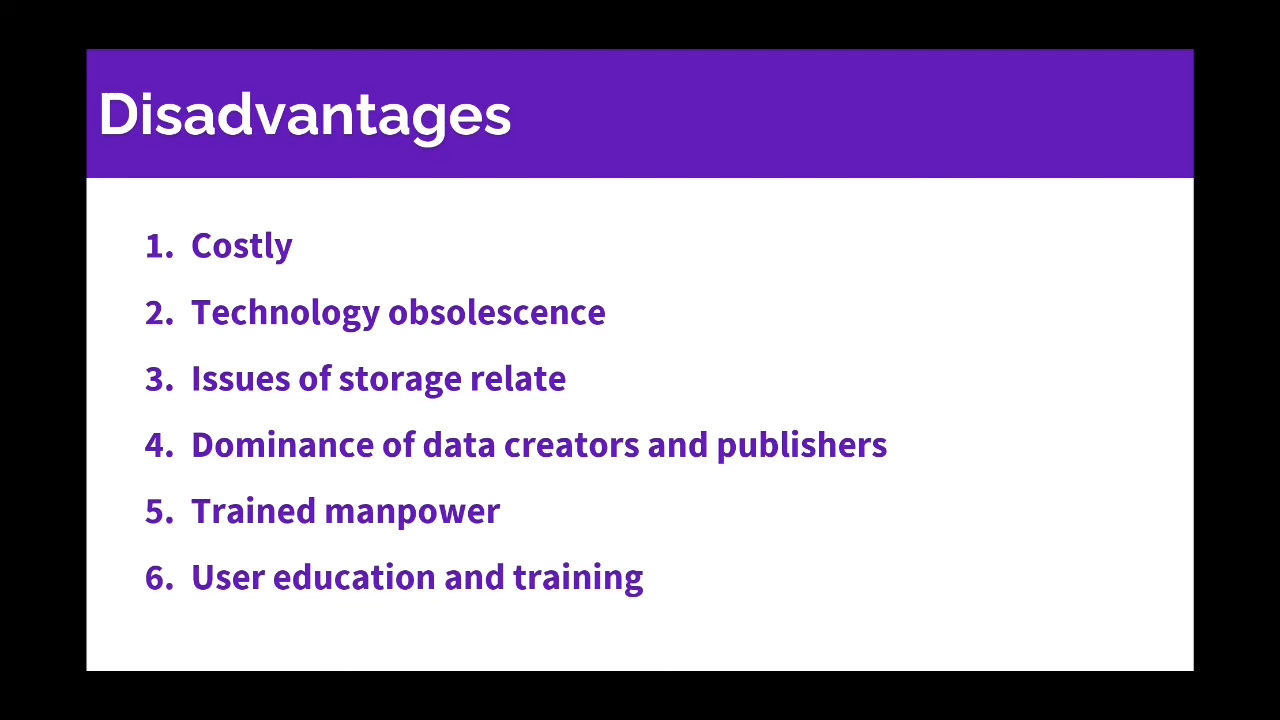 Disadvantages
1. Costly
2. Technology obsolescence
3. Issues of storage relate
4. Dominance of data creators and publishers
5. Trained manpower
6. User education and training